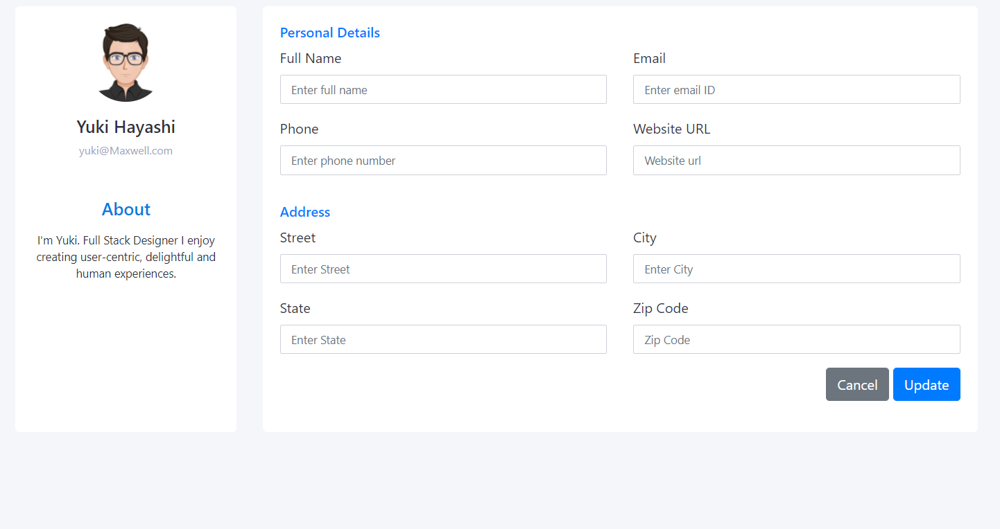 Yuki Hayashi
yuki@Maxwell.com
About
I'm Yuki. Full Stack Designer I enjoy
creating user-centric, delightful and
human experiences.
Personal Details
Full Name
Email
Enter full name
Enter email ID
Phone
Website URL
Enter phone number
Website url
Address
Street
City
Enter Street
Enter City
State
Zip Code
Enter State
Zip Code
Cancel
Update